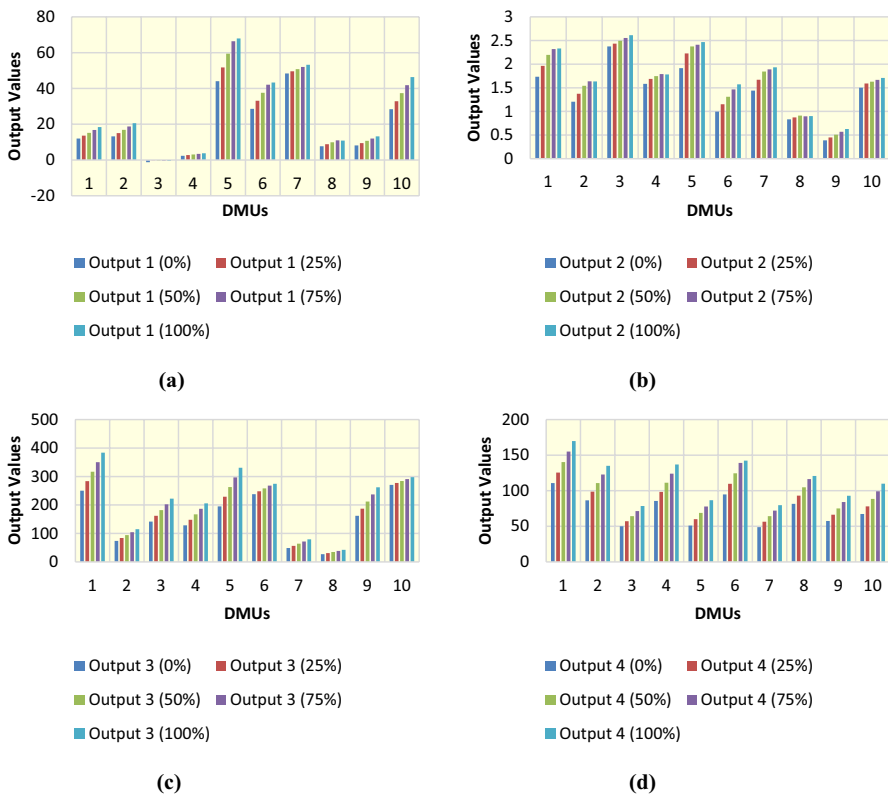 80
60
40
20
0
-20
Output Values
1 2 3 4 5 6 7 8 9 10
DMUs
Output 1 (0%) Output 1 (25%)
Output 1 (50%) Output 1 (75%)
Output 1 (100%)
(a)
3
2.5
2
1.5
1
0.5
0
Output Values
1 2 3 4 5 6 7 8 9 10
DMUs
Output 2 (0%) Output 2 (25%)
Output 2 (50%) Output 2 (75%)
Output 2 (100%)
(b)
500
400
300
200
100
0
Output Values
1 2 3 4 5 6 7 8 9 10
DMUs
Output 3 (0%) Output 3 (25%)
Output 3 (50%) Output 3 (75%)
Output 3 (100%)
(c)
200
150
100
50
0
Output Values
1 2 3 4 5 6 7 8 9 10
DMUs
Output 4 (0%) Output 4 (25%)
Output 4 (50%) Output 4 (75%)
Output 4 (100%)
(d)